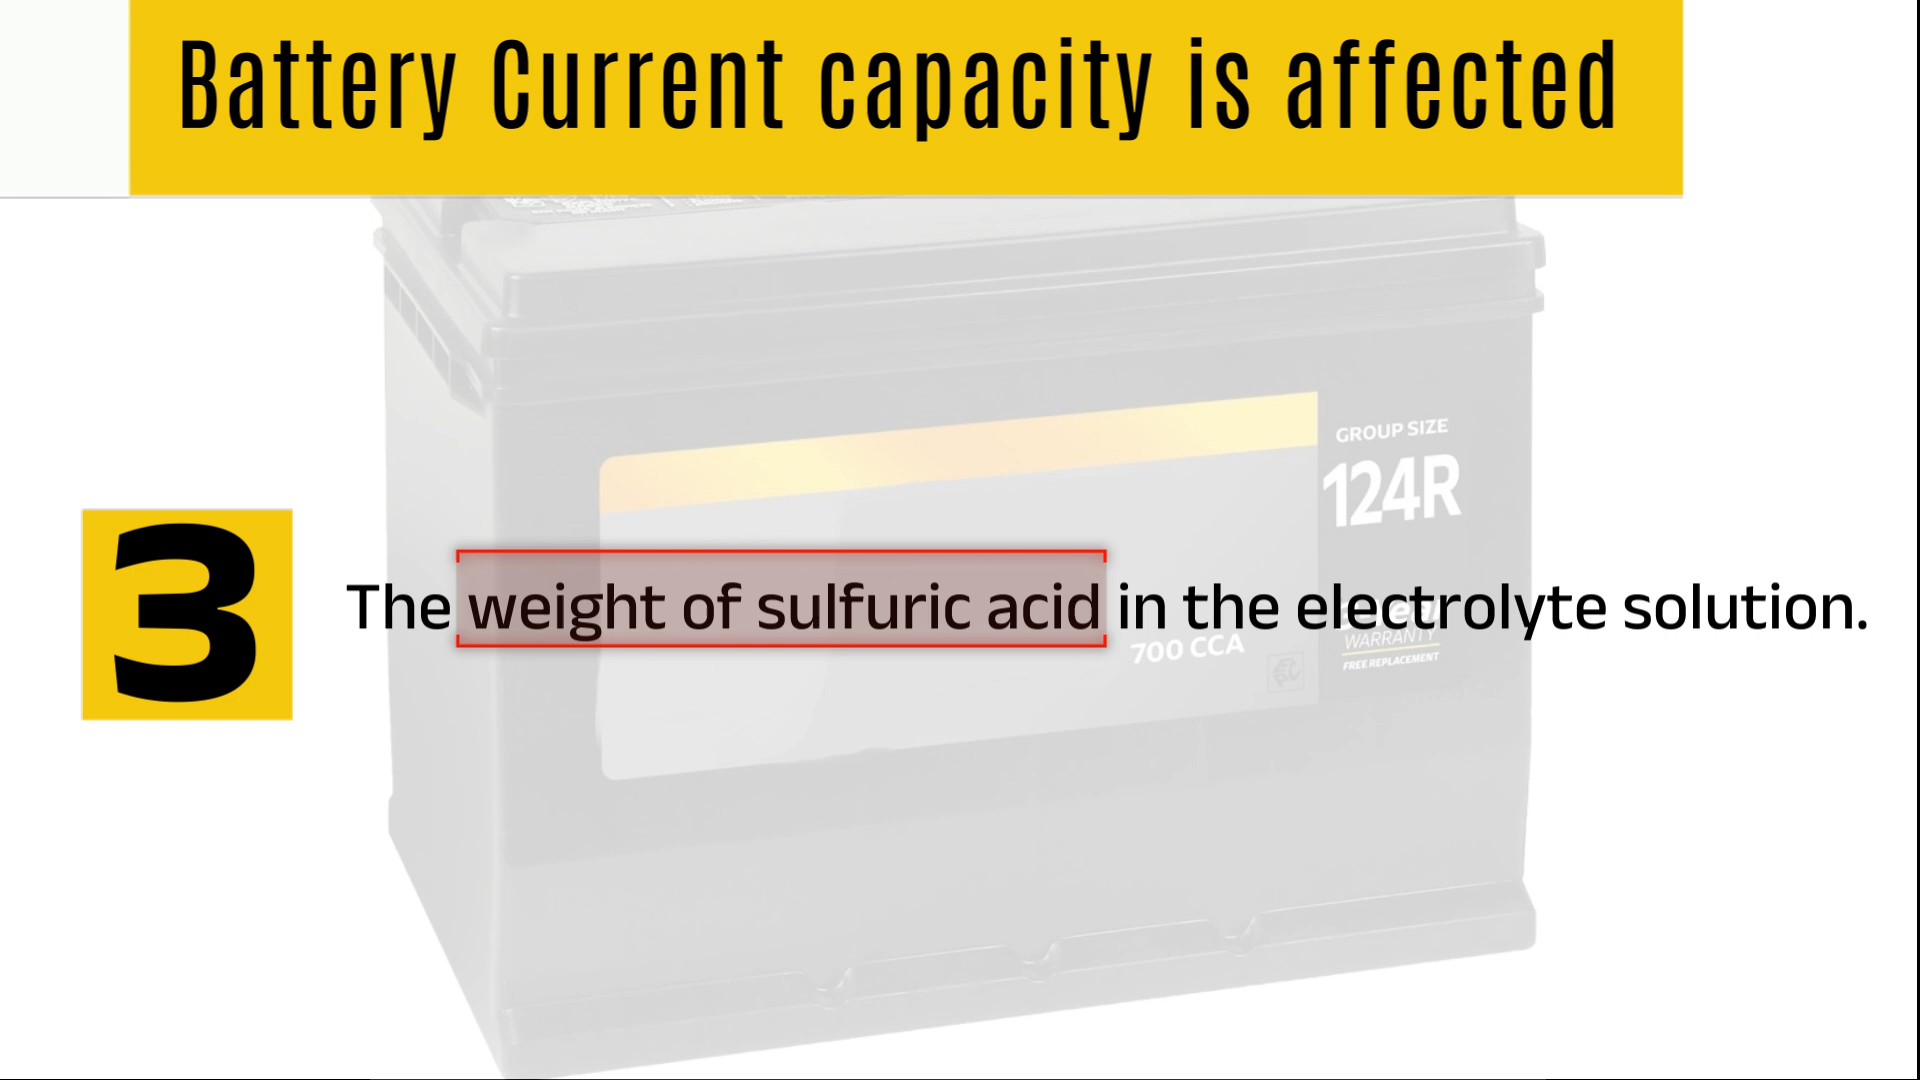 Battery Current capacity is affected
GROUP SIZE
124R
3
The weight of sulfuric acid in the electrolyte solution.
WARRANTY
700 CCA
FREE REPLACEMENT